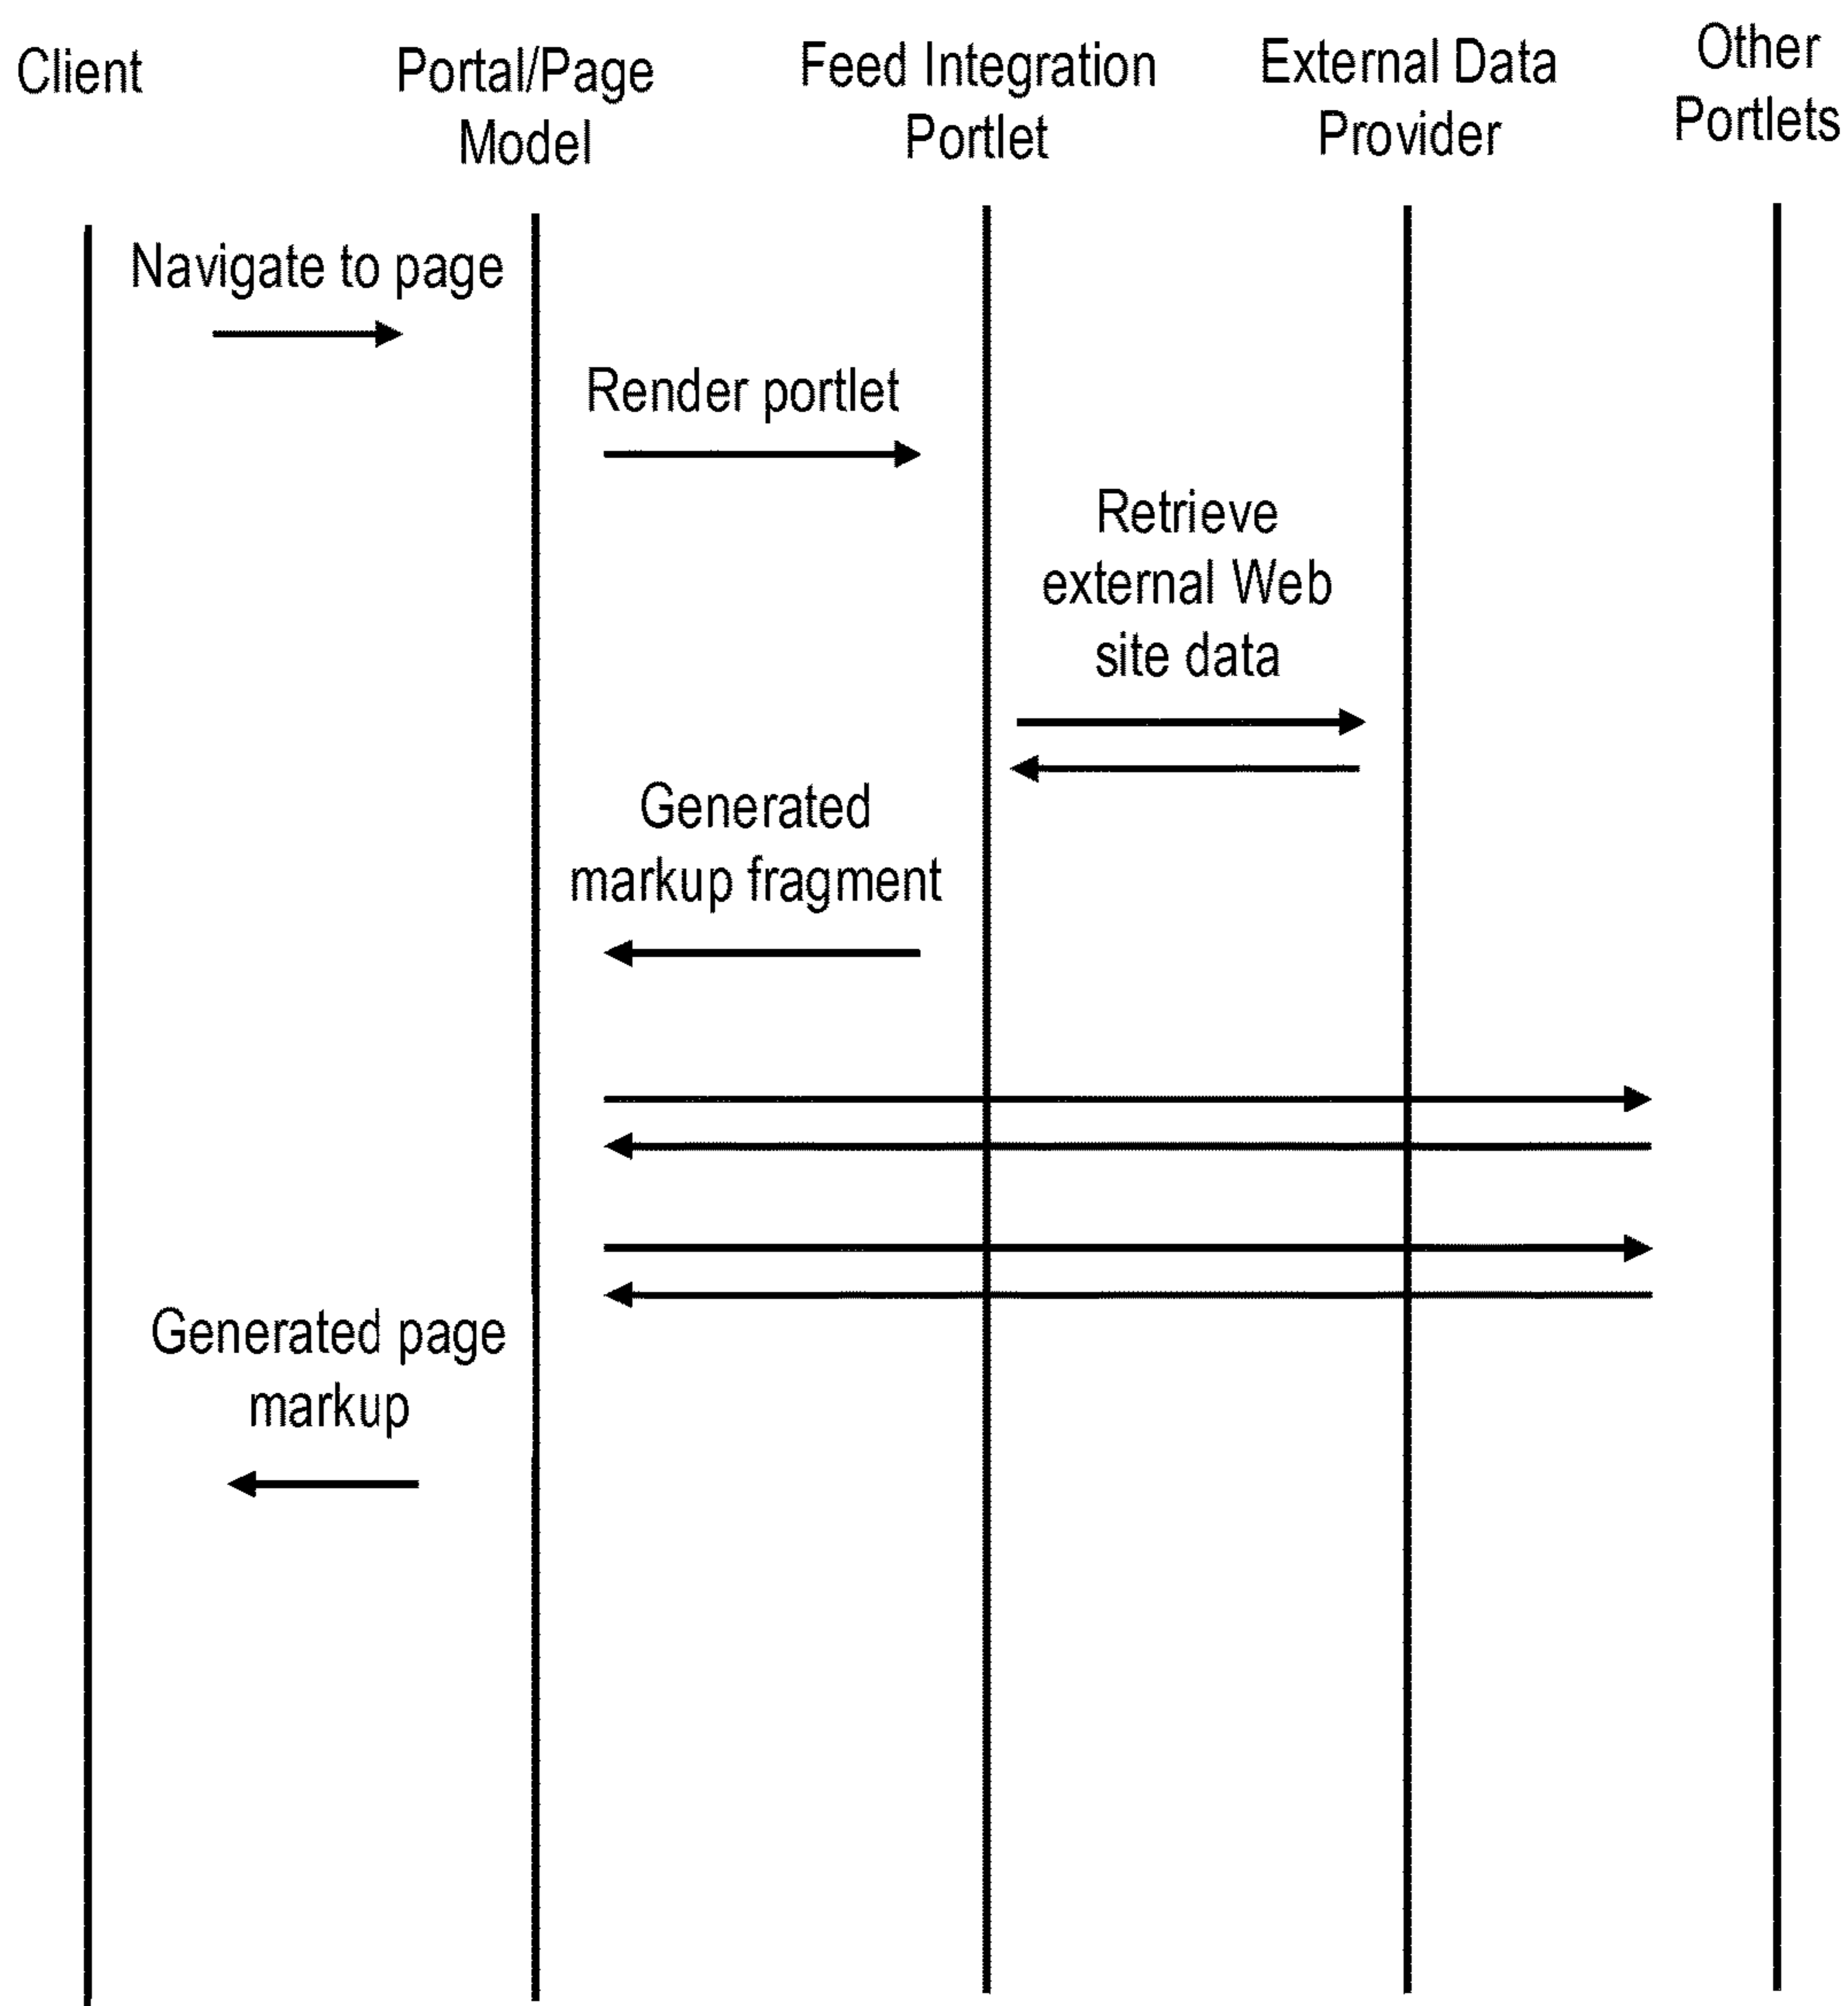 Client
Portal/Page
Model
Feed Integration
Portlet
External Data
Provider
Other
Portlets
Navigate to page
Render portlet
Retrieve
external Web
site data
Generated
markup fragment
Generated page
markup